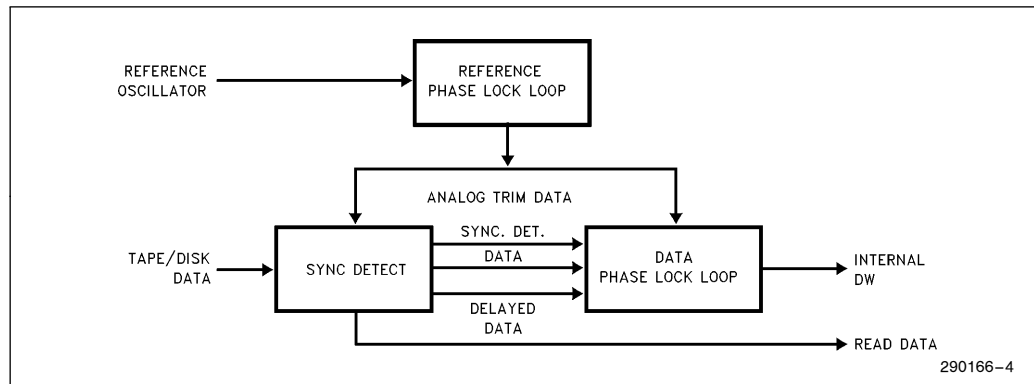 REFERENCE
OSCILLATOR
REFERENCE
PHASE LOCK LOOP
ANALOG TRIM DATA
TAPE/DISK
DATA
SYNC DETECT
SYNC. DET.
DATA
DELAYED
DATA
DATA
PHASE LOCK LOOP
INTERNAL
DW
READ DATA
290166–4